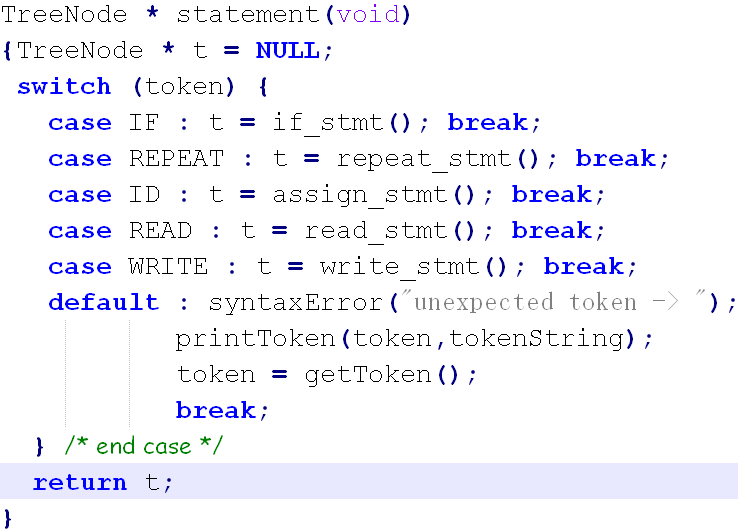 TreeNode * statement(void)
{TreeNode * t = NULL;
 switch (token) {
   case IF : t = if_stmt(); break;
   case REPEAT : t = repeat_stmt(); break;
   case ID : t = assign_stmt(); break;
   case READ : t = read_stmt(); break;
   case WRITE : t = write_stmt(); break;
   default : syntaxError("unexpected token -> ");
           printToken(token,tokenString);
           token = getToken();
           break;
  } /* end case */
  return t;
}